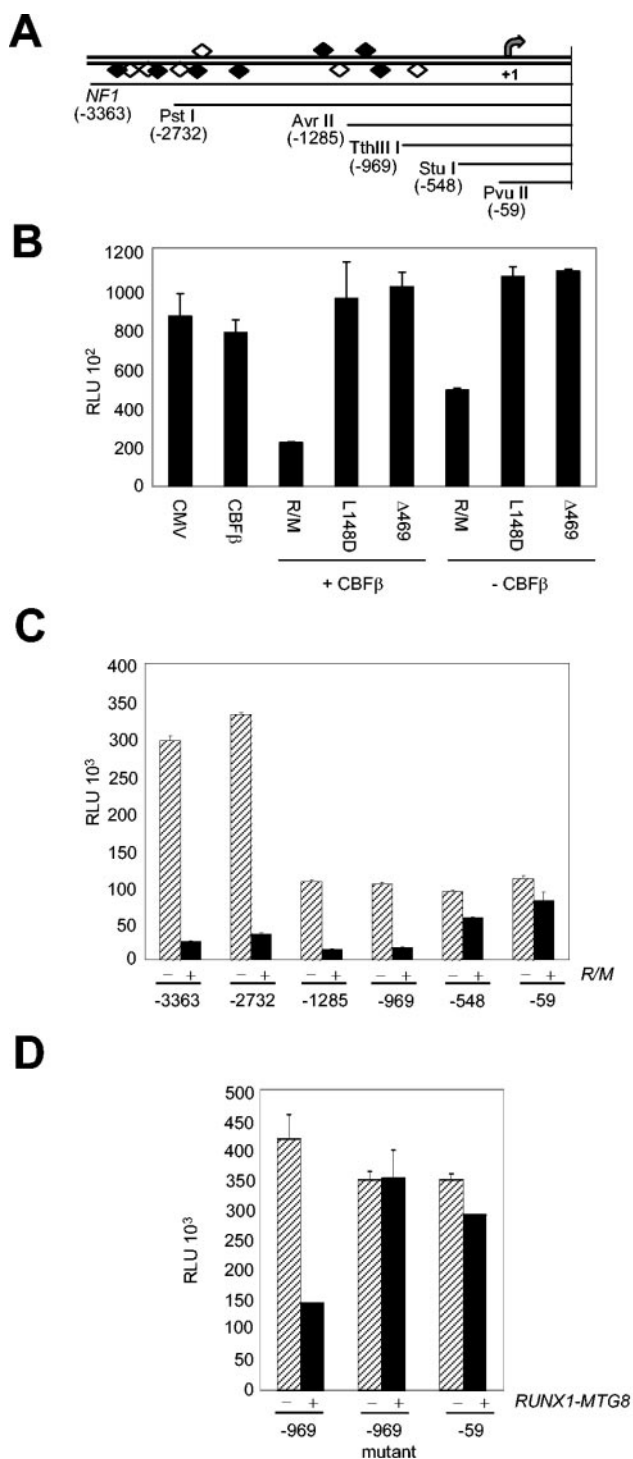 A
+1
NF1
(-3363)
Pst I
(-2732)
Avr II
(-1285)
TthIII I
(-969)
Stu I
(-548)
Pvu II
(-59)
B
1200
1000
800
600
400
200
0
RLU 10²
CMV
CBFβ
R/M
L148D
Δ469
R/M
L148D
Δ469
+ CBFβ
- CBFβ
C
400
350
300
250
200
150
100
50
0
RLU 10³
− + − + − + − + − + − + R/M
-3363 -2732 -1285 -969 -548 -59
D
500
450
400
350
300
250
200
150
100
50
0
RLU 10³
− + − + − + RUNX1-MTG8
-969 -969 -59
mutant